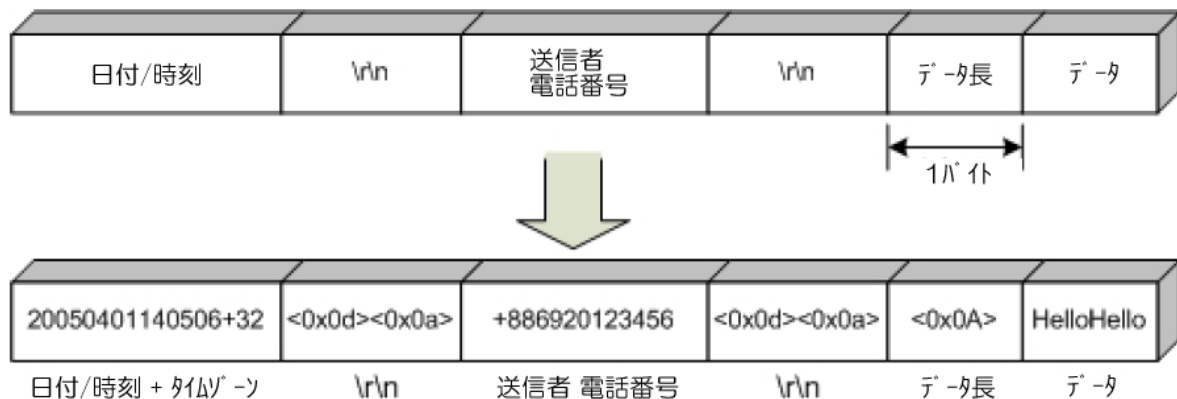 日付/時刻 \r\n 送信者 \r\n ﾃﾞｰﾀ長 ﾃﾞｰﾀ
電話番号
1ﾊﾞｲﾄ
20050401140506+32 <0x0d><0x0a> +886920123456 <0x0d><0x0a> <0x0A> HelloHello
日付/時刻 + ﾀｲﾑｿﾞｰﾝ \r\n 送信者 電話番号 \r\n ﾃﾞｰﾀ長 ﾃﾞｰﾀ